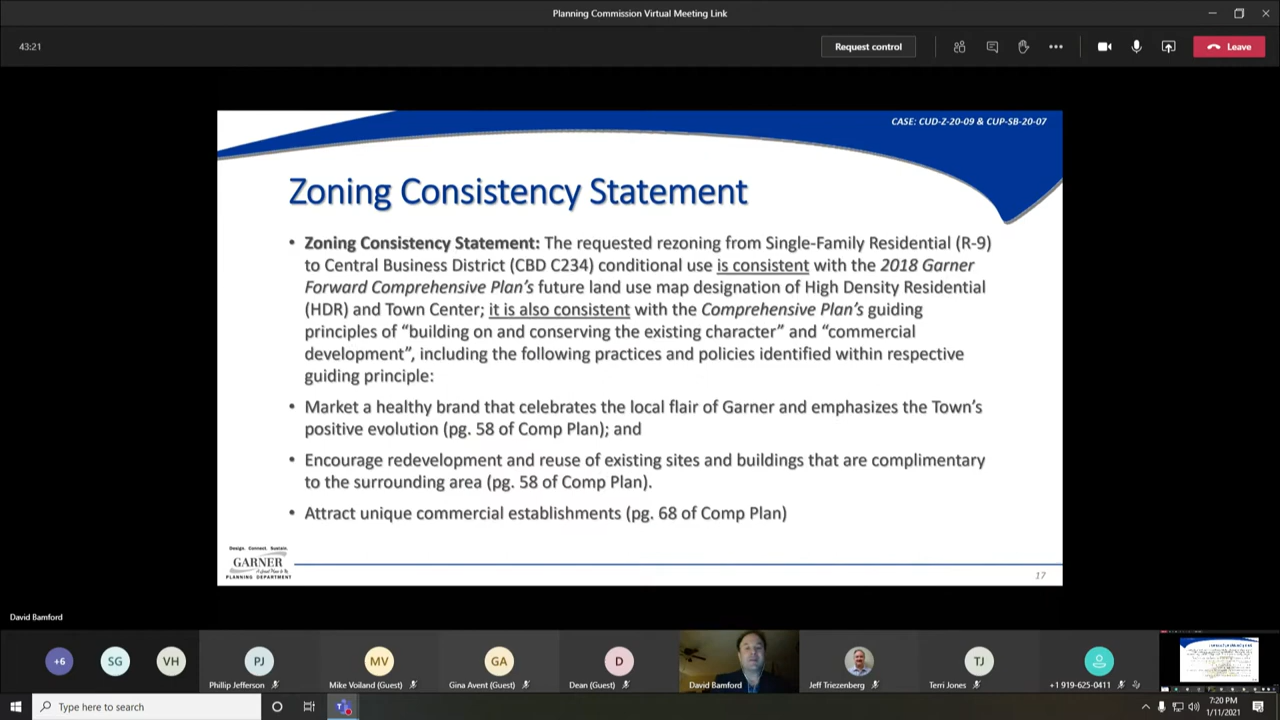 Planning Commission Virtual Meeting Link
43:21
Request control
Leave
CASE: CUD-Z-20-09 & CUP-SB-20-07
Zoning Consistency Statement
• Zoning Consistency Statement: The requested rezoning from Single-Family Residential (R-9)
to Central Business District (CBD C234) conditional use is consistent with the 2018 Garner
Forward Comprehensive Plan's future land use map designation of High Density Residential
(HDR) and Town Center; it is also consistent with the Comprehensive Plan's guiding
principles of “building on and conserving the existing character” and “commercial
development”, including the following practices and policies identified within respective
guiding principle:
• Market a healthy brand that celebrates the local flair of Garner and emphasizes the Town's
positive evolution (pg. 58 of Comp Plan); and
• Encourage redevelopment and reuse of existing sites and buildings that are complimentary
to the surrounding area (pg. 58 of Comp Plan).
• Attract unique commercial establishments (pg. 68 of Comp Plan)
Design. Connect. Sustain.
GARNER
PLANNING DEPARTMENT
17
David Bamford
+6
SG
VH
PJ
MV
GA
D
TJ
Phillip Jefferson
Mike Voiland (Guest)
Gina Avent (Guest)
Dean (Guest)
David Bamford
Jeff Triezenberg
Terri Jones
+1 919-625-0411
Type here to search
7:20 PM
1/11/2021